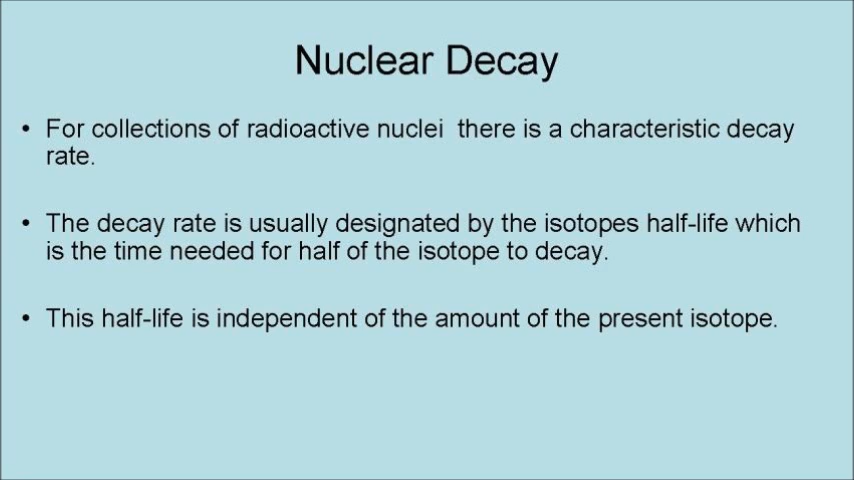 Nuclear Decay
• For collections of radioactive nuclei  there is a characteristic decay
rate.
• The decay rate is usually designated by the isotopes half-life which
is the time needed for half of the isotope to decay.
• This half-life is independent of the amount of the present isotope.